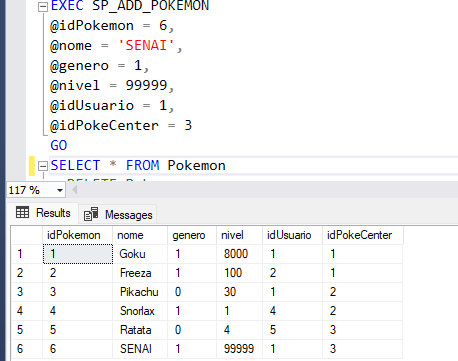 EXEC SP_ADD_POKEMON
@idPokemon = 6,
@nome = 'SENAI',
@genero = 1,
@nivel = 99999,
@idUsuario = 1,
@idPokeCenter = 3
GO
SELECT * FROM Pokemon
117 %
Results Messages
idPokemon nome genero nivel idUsuario idPokeCenter
1 1 Goku 1 8000 1 1
2 2 Freeza 1 100 2 1
3 3 Pikachu 0 30 1 2
4 4 Snorlax 1 1 4 2
5 5 Ratata 0 4 5 3
6 6 SENAI 1 99999 1 3